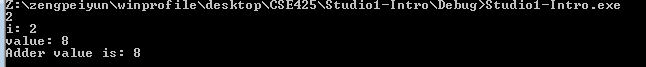 Z:\zengpeiyun\winprofile\desktop\CSE425\Studio1-Intro\Debug>Studio1-Intro.exe
2
i: 2
value: 8
Adder value is: 8